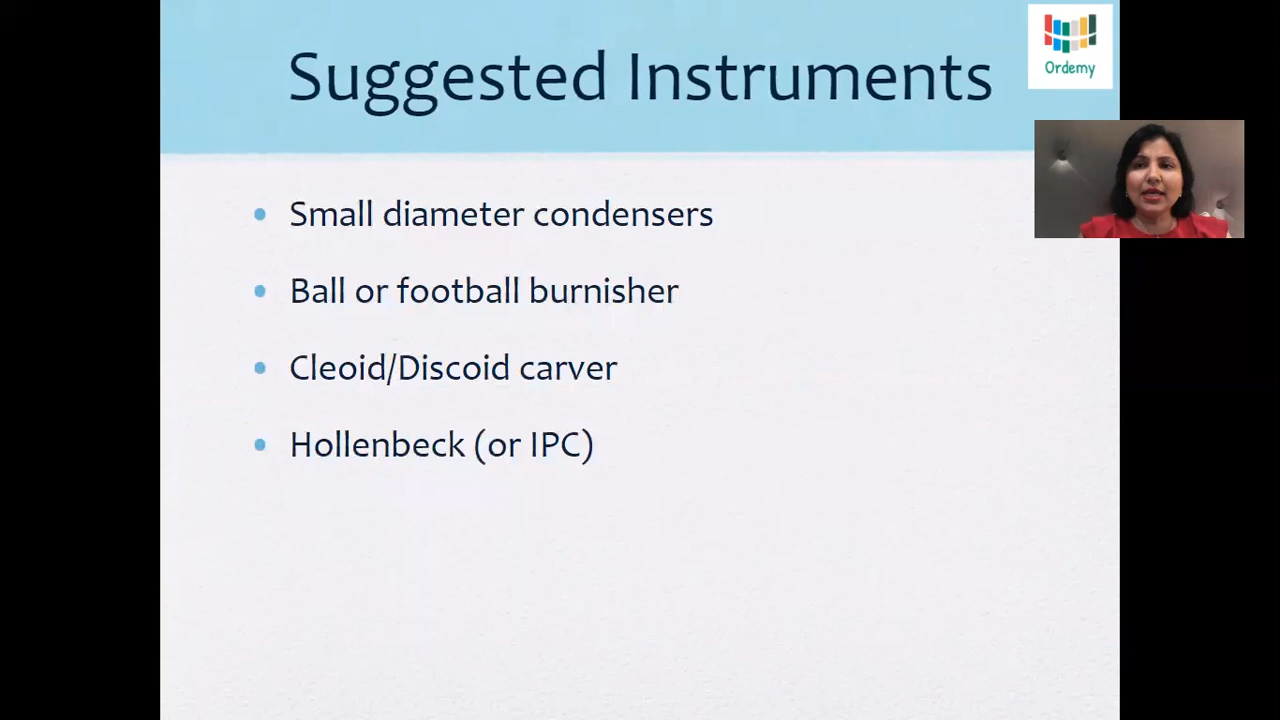 Suggested Instruments
Ordemy
Small diameter condensers
Ball or football burnisher
Cleoid/Discoid carver
Hollenbeck (or IPC)